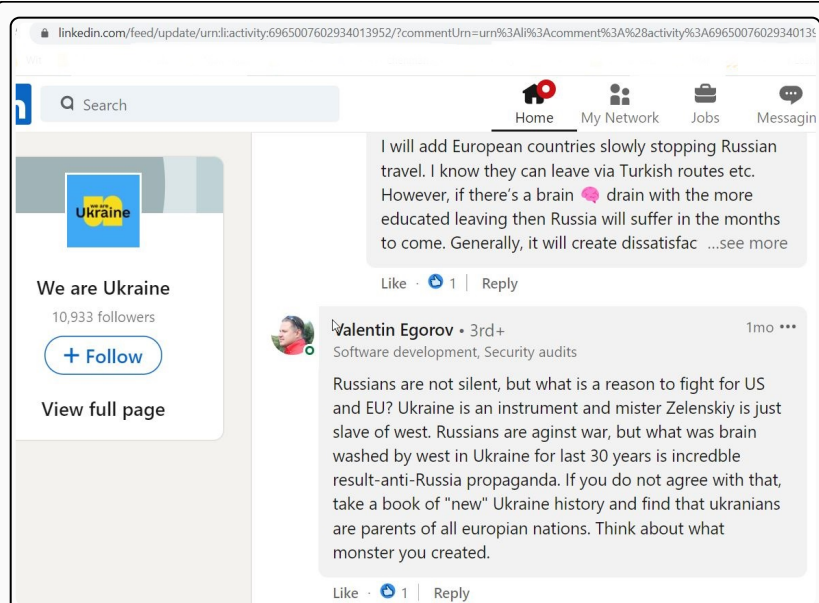 linkedin.com/feed/update/urn:li:activity:6965007602934013952/?commentUrn=urn%3Ali%3Acomment%3A%28activity%3A69650076029340139
Search
Home
My Network
Jobs
Messagin
I will add European countries slowly stopping Russian
travel. I know they can leave via Turkish routes etc.
However, if there's a brain 🧠 drain with the more
educated leaving then Russia will suffer in the months
to come. Generally, it will create dissatisfac ...see more
Like · 1 | Reply
we are
Ukraine
We are Ukraine
10,933 followers
+ Follow
View full page
Valentin Egorov • 3rd+
1mo •••
Software development, Security audits
Russians are not silent, but what is a reason to fight for US
and EU? Ukraine is an instrument and mister Zelenskiy is just
slave of west. Russians are aginst war, but what was brain
washed by west in Ukraine for last 30 years is incredble
result-anti-Russia propaganda. If you do not agree with that,
take a book of "new" Ukraine history and find that ukranians
are parents of all europian nations. Think about what
monster you created.
Like · 1 | Reply